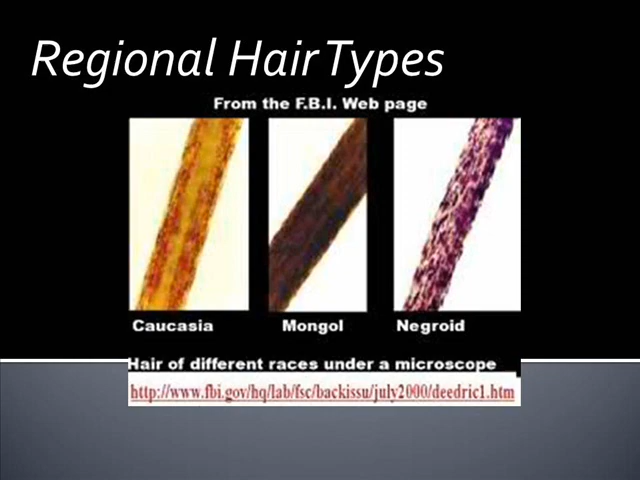 Regional Hair Types
From the F.B.I. Web page
Caucasia Mongol Negroid
Hair of different races under a microscope
http://www.fbi.gov/hq/lab/fsc/backissu/july2000/deedric1.htm